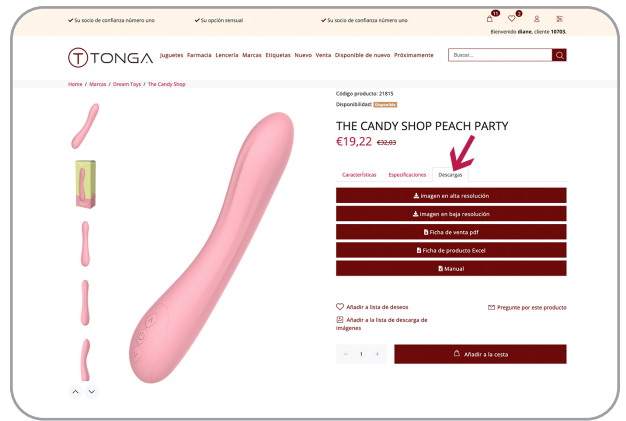 ✔ Su socio de confianza número uno
✔ Su opción sensual
✔ Su socio de confianza número uno
Bienvenido diane, cliente 10703.
TONGA
Juguetes Farmacia Lencería Marcas Etiquetas Nuevo Venta Disponible de nuevo Próximamente
Buscar...
Home / Marcas / Dream Toys / The Candy Shop
Código producto: 21815
Disponibilidad: Disponible
THE CANDY SHOP PEACH PARTY
€19,22 €32,03
Características Especificaciones Descargas
imagen en alta resolución
imagen en baja resolución
Ficha de venta pdf
Ficha de producto Excel
Manual
Añadir a lista de deseos
Pregunte por este producto
Añadir a la lista de descarga de
imágenes
− 1 +
Añadir a la cesta